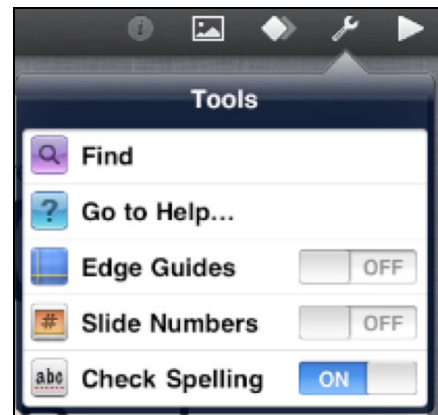 Tools
Find
? Go to Help...
Edge Guides OFF
# Slide Numbers OFF
abc Check Spelling ON